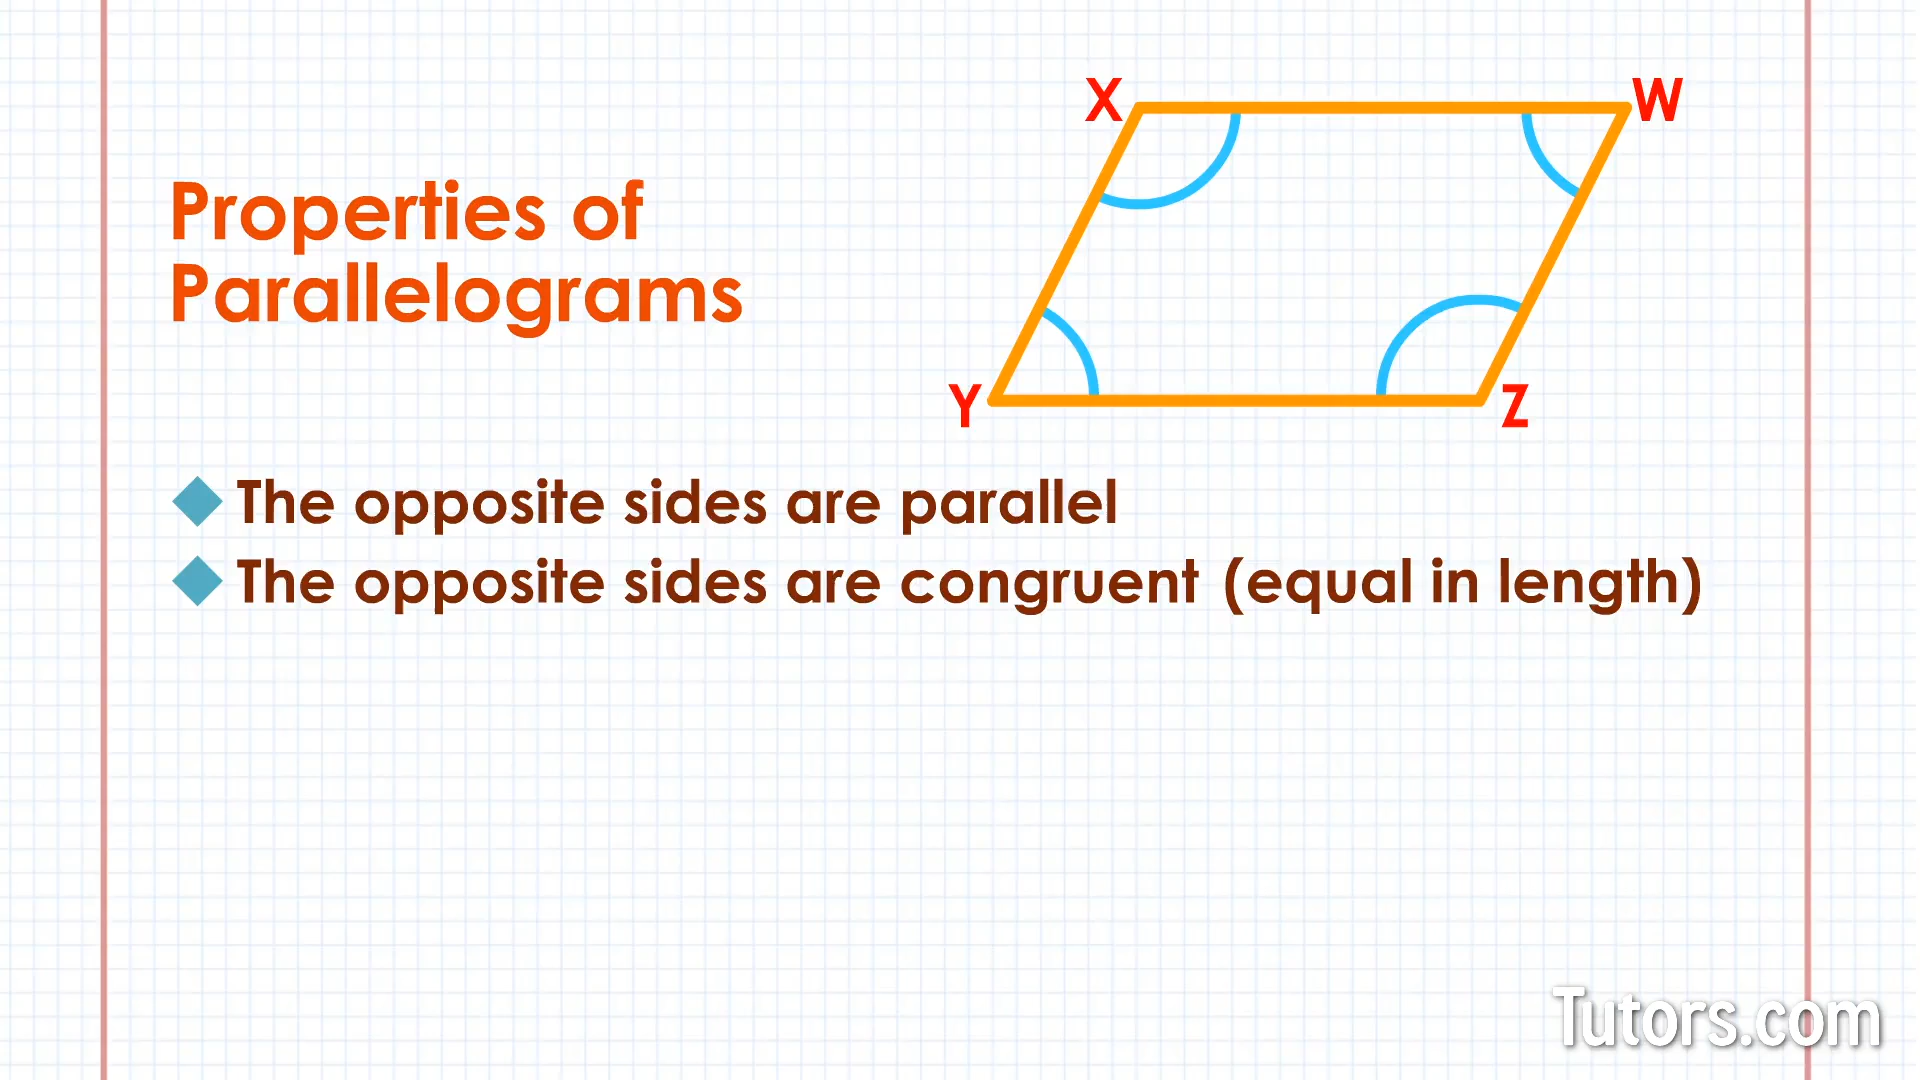 X
W
Properties of
Parallelograms
Y
Z
The opposite sides are parallel
The opposite sides are congruent (equal in length)
Tutors.com